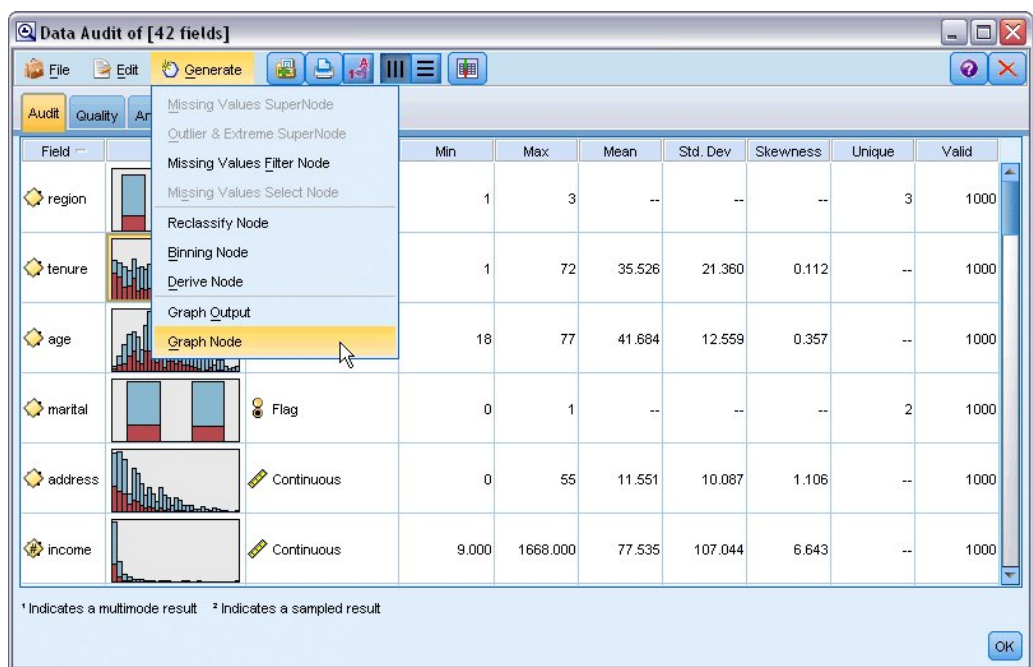 Data Audit of [42 fields]
File Edit Generate
Audit Quality An
Missing Values SuperNode
Outlier & Extreme SuperNode
Missing Values Filter Node
Missing Values Select Node
Reclassify Node
Binning Node
Derive Node
Graph Output
Graph Node
Field Min Max Mean Std. Dev Skewness Unique Valid
region 1 3 -- -- -- 3 1000
tenure 1 72 35.526 21.360 0.112 -- 1000
age 18 77 41.684 12.559 0.357 -- 1000
marital Flag 0 1 -- -- -- 2 1000
address Continuous 0 55 11.551 10.087 1.106 -- 1000
income Continuous 9.000 1668.000 77.535 107.044 6.643 -- 1000
¹ Indicates a multimode result ² Indicates a sampled result
OK